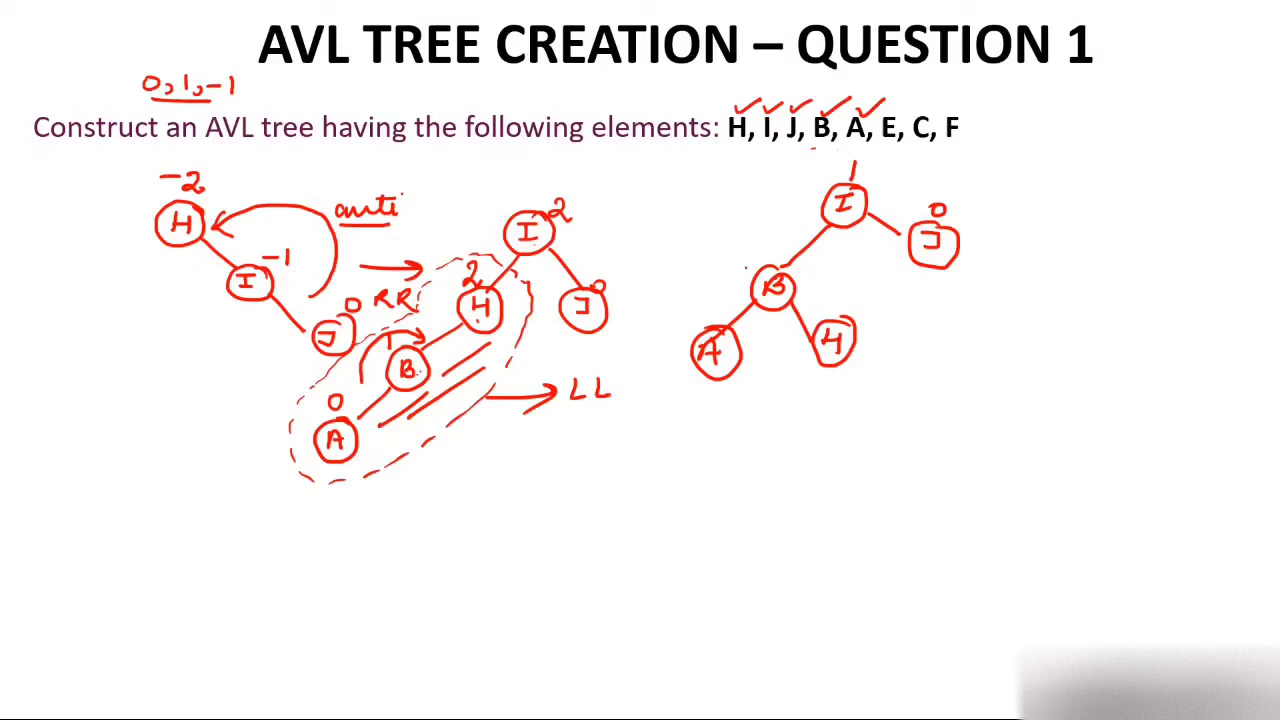 AVL TREE CREATION – QUESTION 1
0, 1, -1
Construct an AVL tree having the following elements: H, I, J, B, A, E, C, F
-2
H
anti
I
-1
J
0
RR
I
2
2
H
J
0
B
1
0
A
LL
1
I
0
J
B
A
H